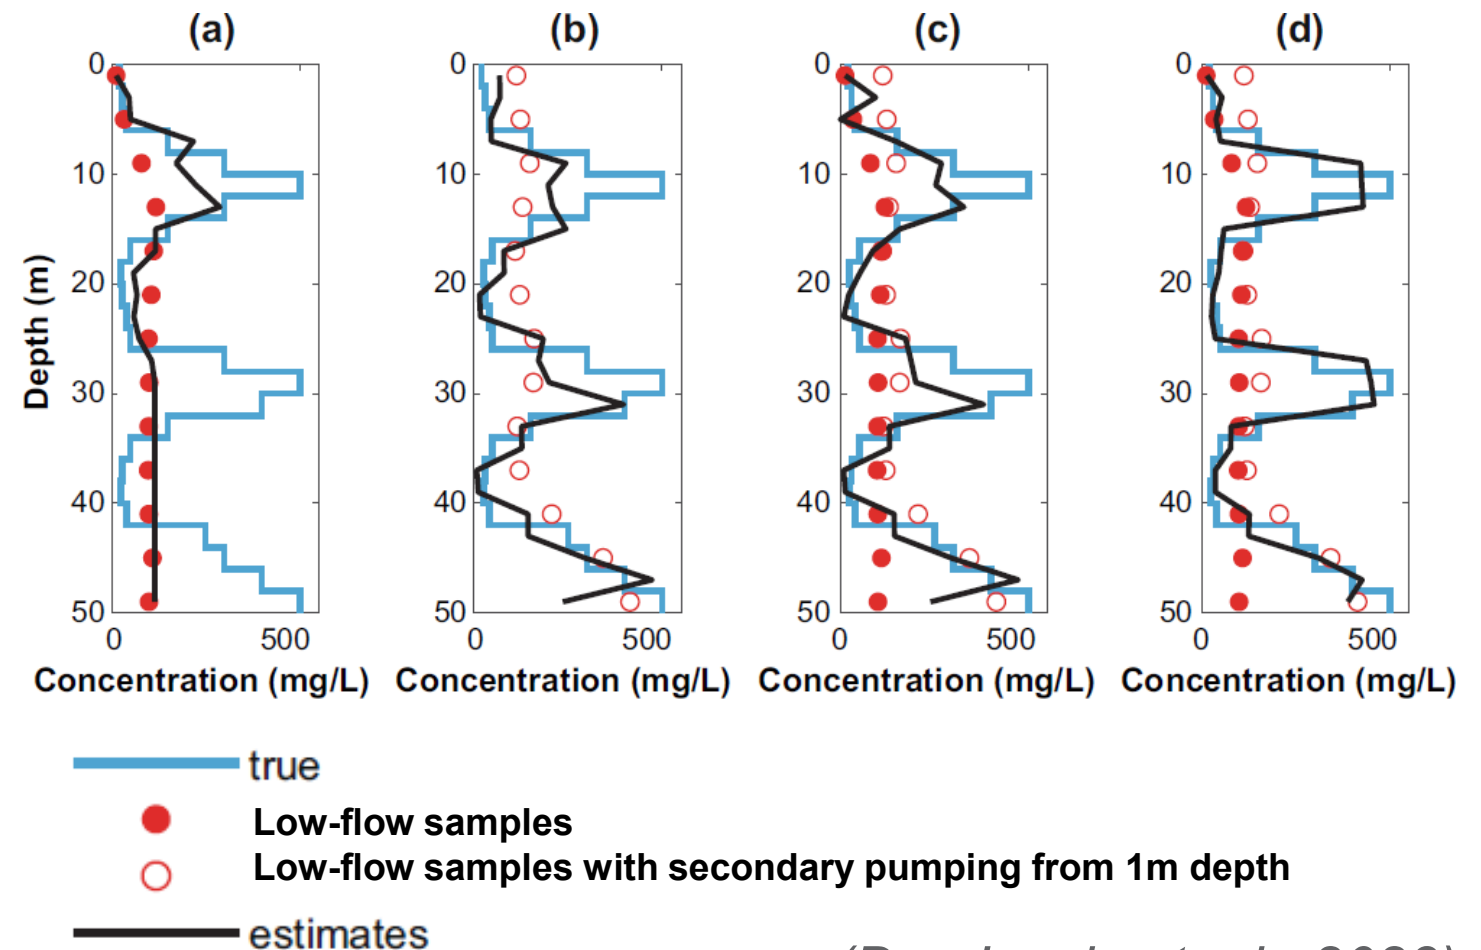 (a) (b) (c) (d)
0 0 0 0
10 10 10 10
20 20 20 20
30 30 30 30
40 40 40 40
50 50 50 50
Depth (m)
0 500 0 500 0 500 0 500
Concentration (mg/L) Concentration (mg/L) Concentration (mg/L) Concentration (mg/L)
true
Low-flow samples
Low-flow samples with secondary pumping from 1m depth
estimates